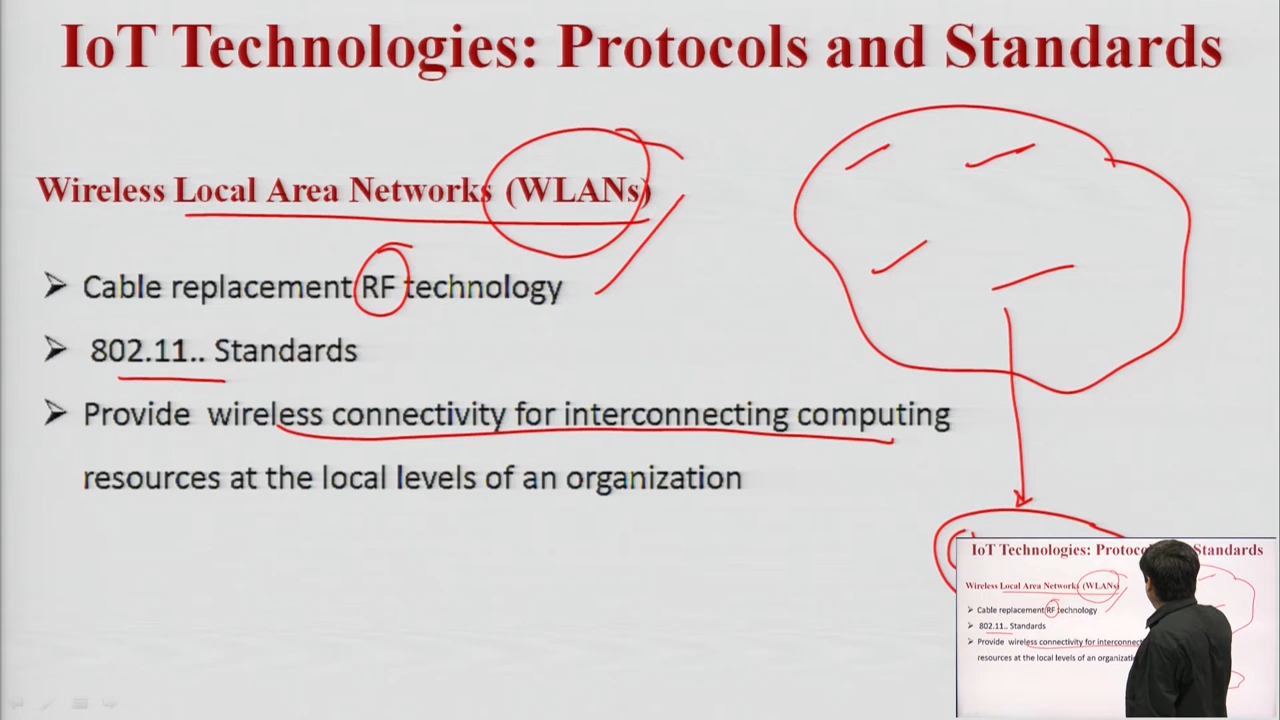 IoT Technologies: Protocols and Standards
Wireless Local Area Networks (WLANs)
➤ Cable replacement RF technology
➤ 802.11.. Standards
➤ Provide wireless connectivity for interconnecting computing
resources at the local levels of an organization
IoT Technologies: Standards
Wireless Local Area Networks (WLANs)
➤ Cable replacement RF technology
➤ 802.11.. Standards
➤ Provide wireless connectivity for
resources at the local levels of an